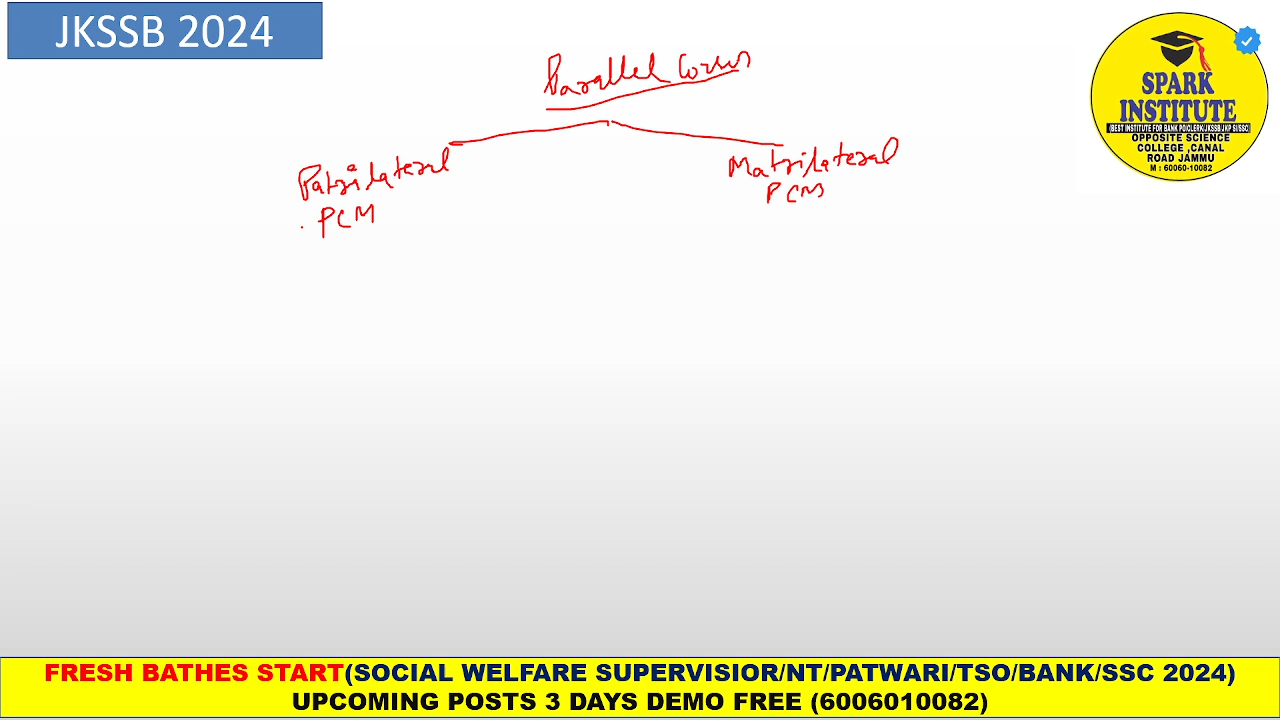 JKSSB 2024
Parallel Cosus
Patrilateral
PCM
Matrilateral
PCM
SPARK
INSTITUTE
(BEST INSTITUTE FOR BANK PO/CLERK/JKSSB/JKP SI/SSC)
OPPOSITE SCIENCE
COLLEGE ,CANAL
ROAD JAMMU
M : 60060-10082
FRESH BATHES START(SOCIAL WELFARE SUPERVISIOR/NT/PATWARI/TSO/BANK/SSC 2024)
UPCOMING POSTS 3 DAYS DEMO FREE (6006010082)